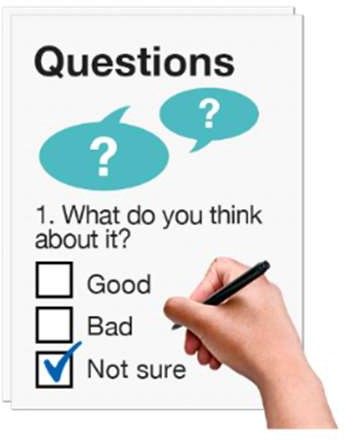 Questions
?
?
1. What do you think
about it?
Good
Bad
Not sure